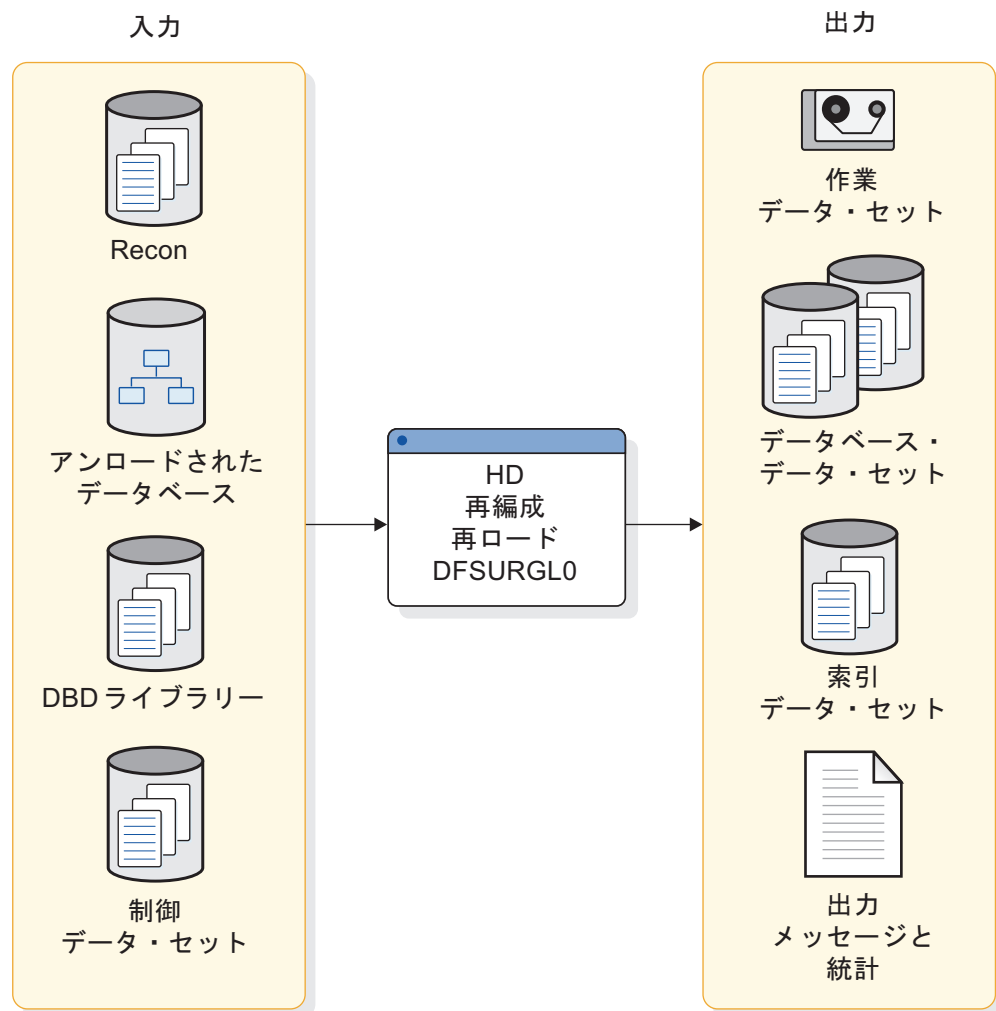 入力
Recon
アンロードされた
データベース
DBD ライブラリー
制御
データ・セット
HD
再編成
再ロード
DFSURGL0
出力
作業
データ・セット
データベース・
データ・セット
索引
データ・セット
出力
メッセージと
統計